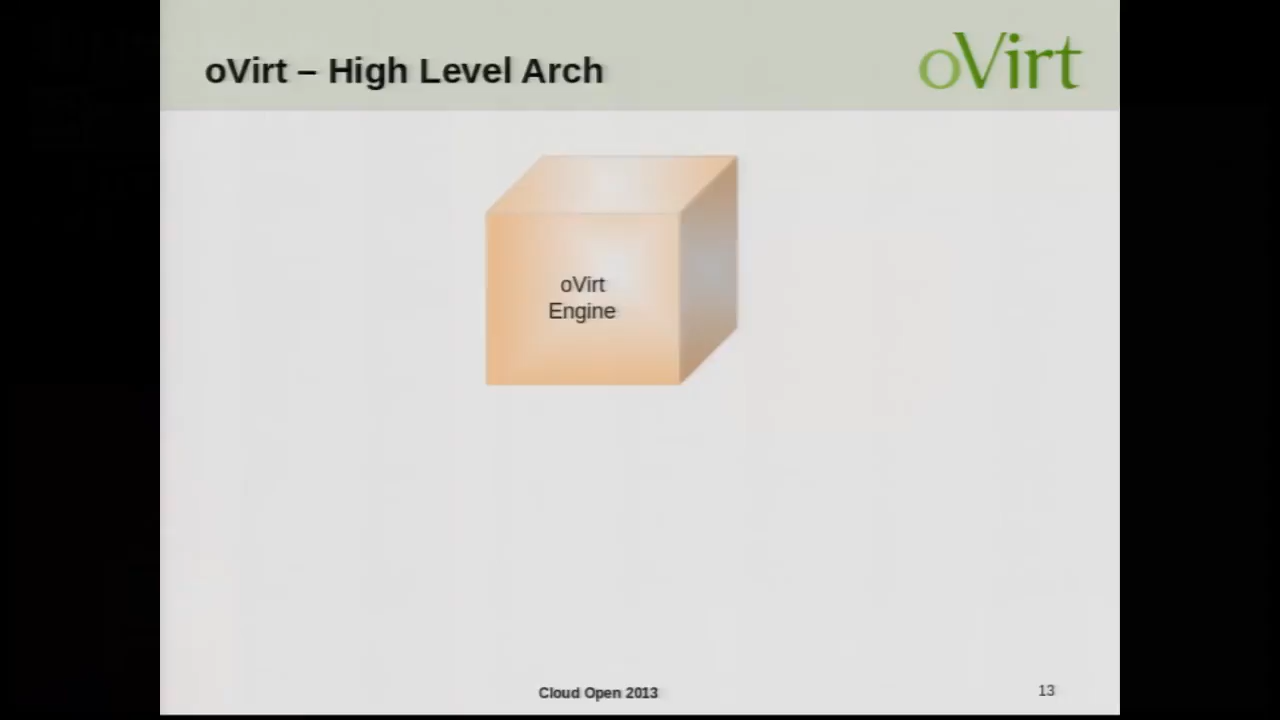 oVirt – High Level Arch
oVirt
oVirt
Engine
Cloud Open 2013
13